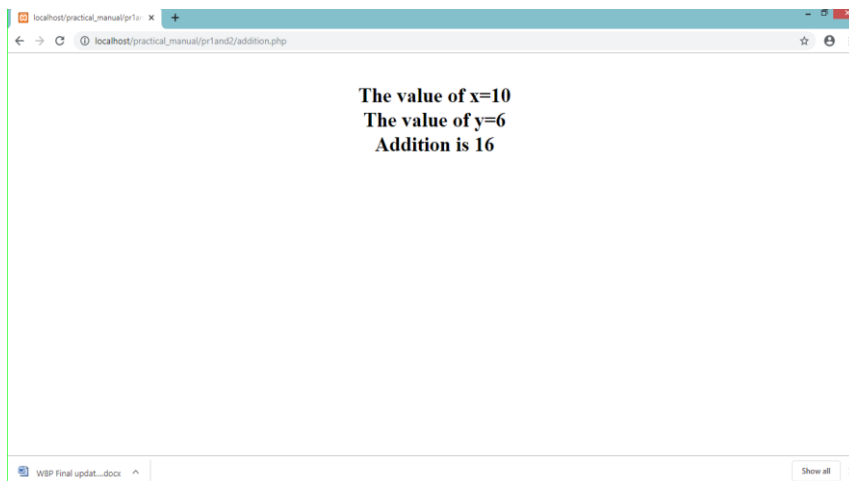 localhost/practical_manual/pr1a
localhost/practical_manual/pr1and2/addition.php
The value of x=10
The value of y=6
Addition is 16
WBP Final updat....docx
Show all